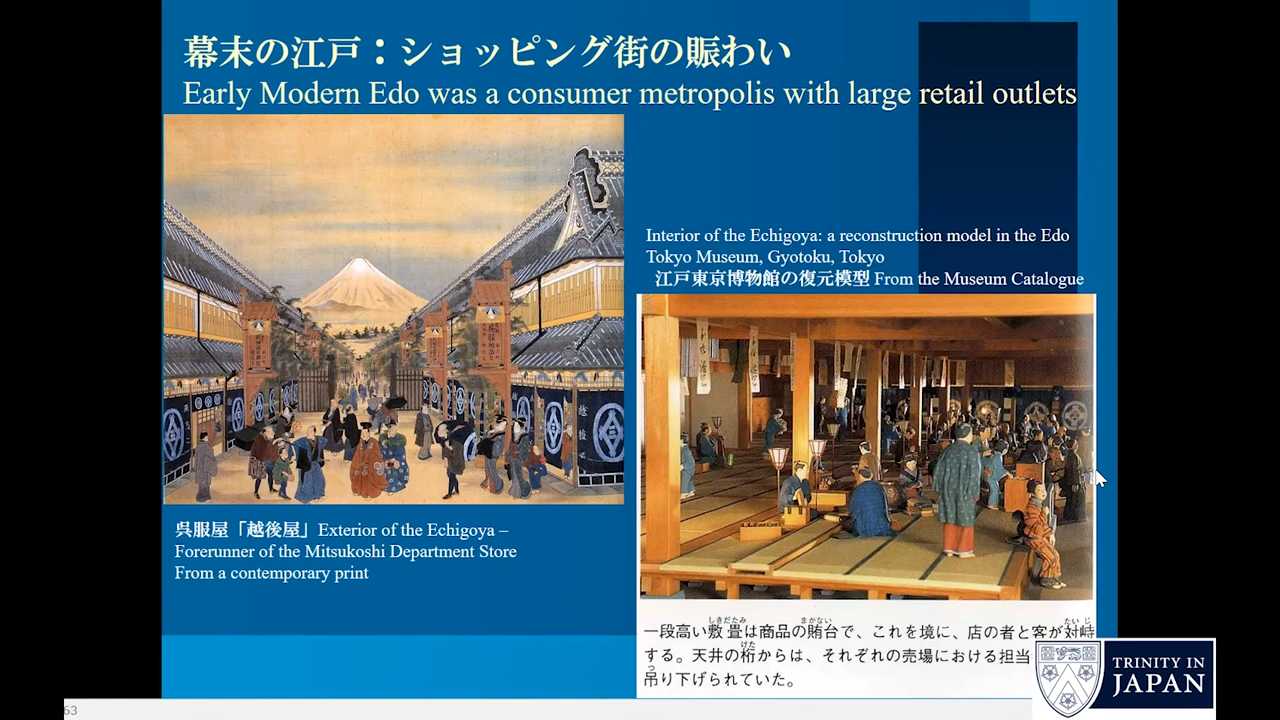 幕末の江戸：ショッピング街の賑わい
Early Modern Edo was a consumer metropolis with large retail outlets
Interior of the Echigoya: a reconstruction model in the Edo
Tokyo Museum, Gyotoku, Tokyo
江戸東京博物館の復元模型 From the Museum Catalogue
呉服屋「越後屋」Exterior of the Echigoya –
Forerunner of the Mitsukoshi Department Store
From a contemporary print
一段高い敷畳は商品の賄台で、これを境に、店の者と客が対峙
する。天井の桁からは、それぞれの売場における担当
吊り下げられていた。
TRINITY IN
JAPAN
63